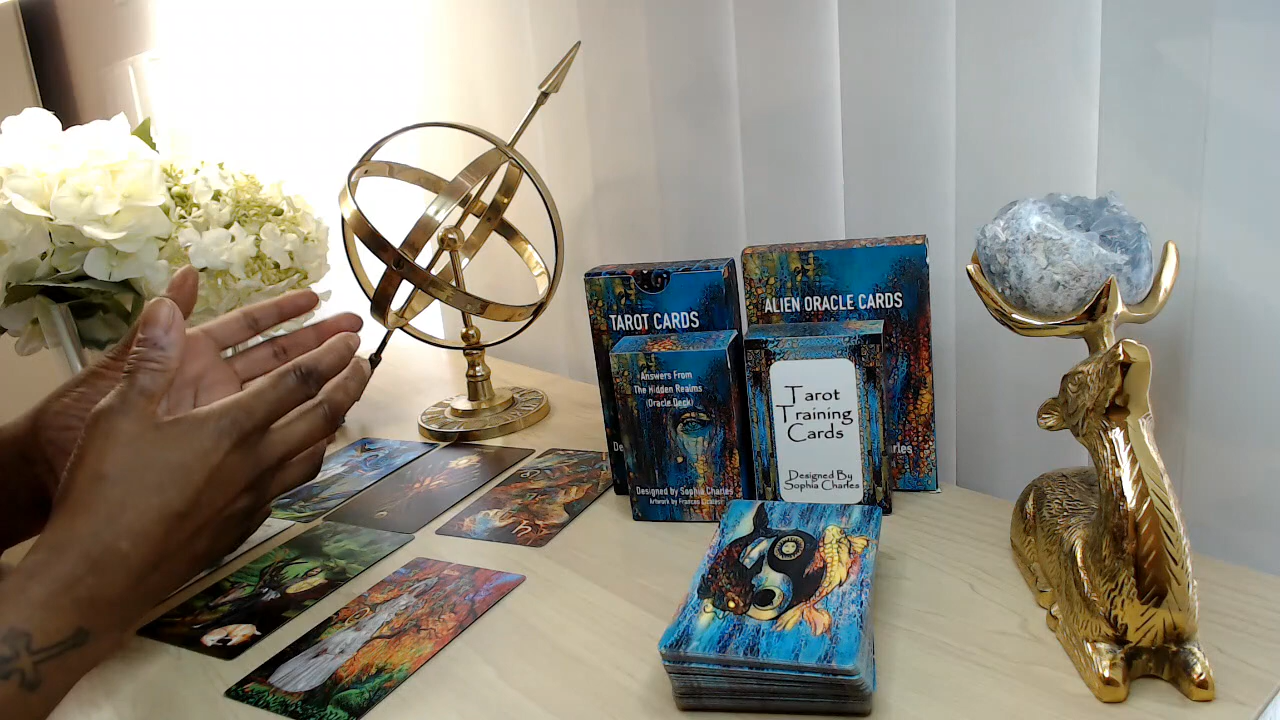 TAROT CARDS
ALIEN ORACLE CARDS
Answers From
The Hidden Realms
(Oracle Deck)
Designed by Sophia Charles
Tarot
Training
Cards
Designed By
Sophia Charles